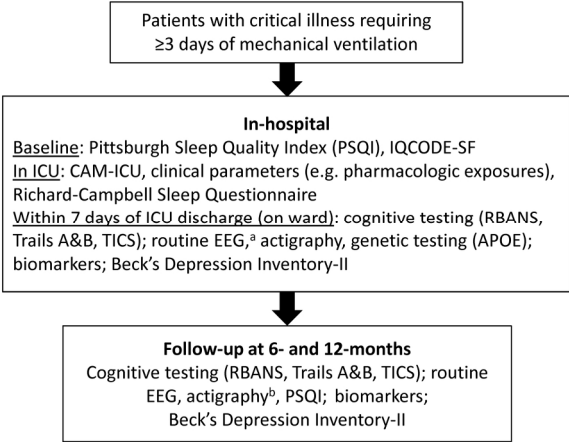 Patients with critical illness requiring
≥3 days of mechanical ventilation
In-hospital
Baseline: Pittsburgh Sleep Quality Index (PSQI), IQCODE-SF
In ICU: CAM-ICU, clinical parameters (e.g. pharmacologic exposures),
Richard-Campbell Sleep Questionnaire
Within 7 days of ICU discharge (on ward): cognitive testing (RBANS,
Trails A&B, TICS); routine EEG,ᵃ actigraphy, genetic testing (APOE);
biomarkers; Beck's Depression Inventory-II
Follow-up at 6- and 12-months
Cognitive testing (RBANS, Trails A&B, TICS); routine
EEG, actigraphyᵇ, PSQI; biomarkers;
Beck's Depression Inventory-II